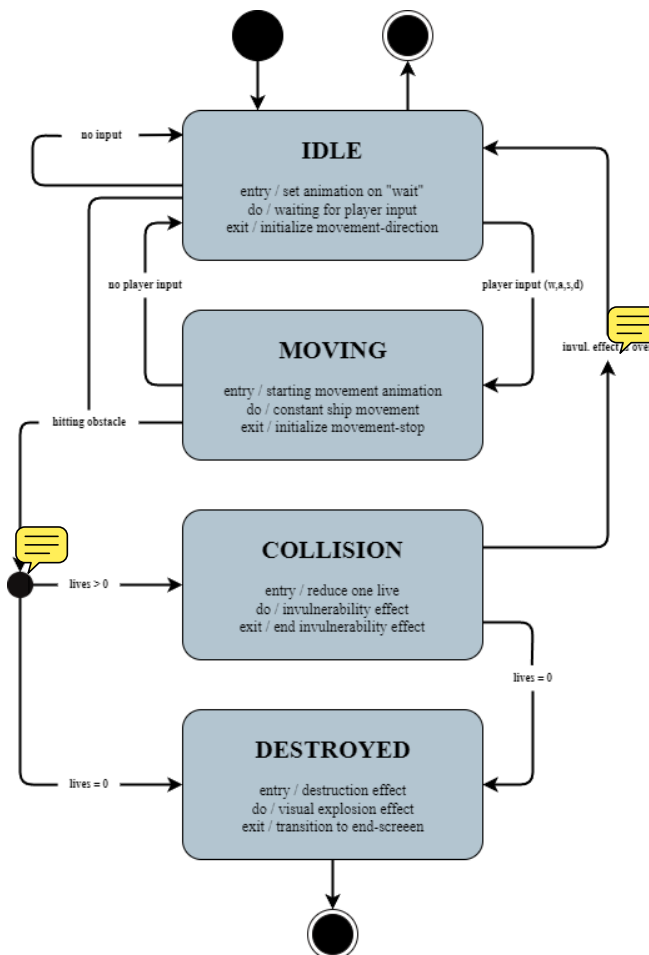 no input
IDLE
entry / set animation on "wait"
do / waiting for player input
exit / initialize movement-direction
no player input
player input (w,a,s,d)
MOVING
entry / starting movement animation
do / constant ship movement
exit / initialize movement-stop
invul. effect
hitting obstacle
COLLISION
entry / reduce one live
do / invulnerability effect
exit / end invulnerability effect
lives > 0
lives = 0
DESTROYED
entry / destruction effect
do / visual explosion effect
exit / transition to end-screeen
lives = 0